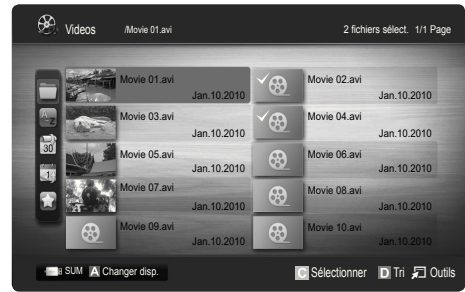 Videos /Movie 01.avi 2 fichiers sélect. 1/1 Page
Movie 01.avi Movie 02.avi
Jan.10.2010 Jan.10.2010
Movie 03.avi Movie 04.avi
Jan.10.2010 Jan.10.2010
Movie 05.avi Movie 06.avi
Jan.10.2010 Jan.10.2010
Movie 07.avi Movie 08.avi
Jan.10.2010 Jan.10.2010
Movie 09.avi Movie 10.avi
Jan.10.2010 Jan.10.2010
30
1
SUM A Changer disp. C Sélectionner D Tri Outils